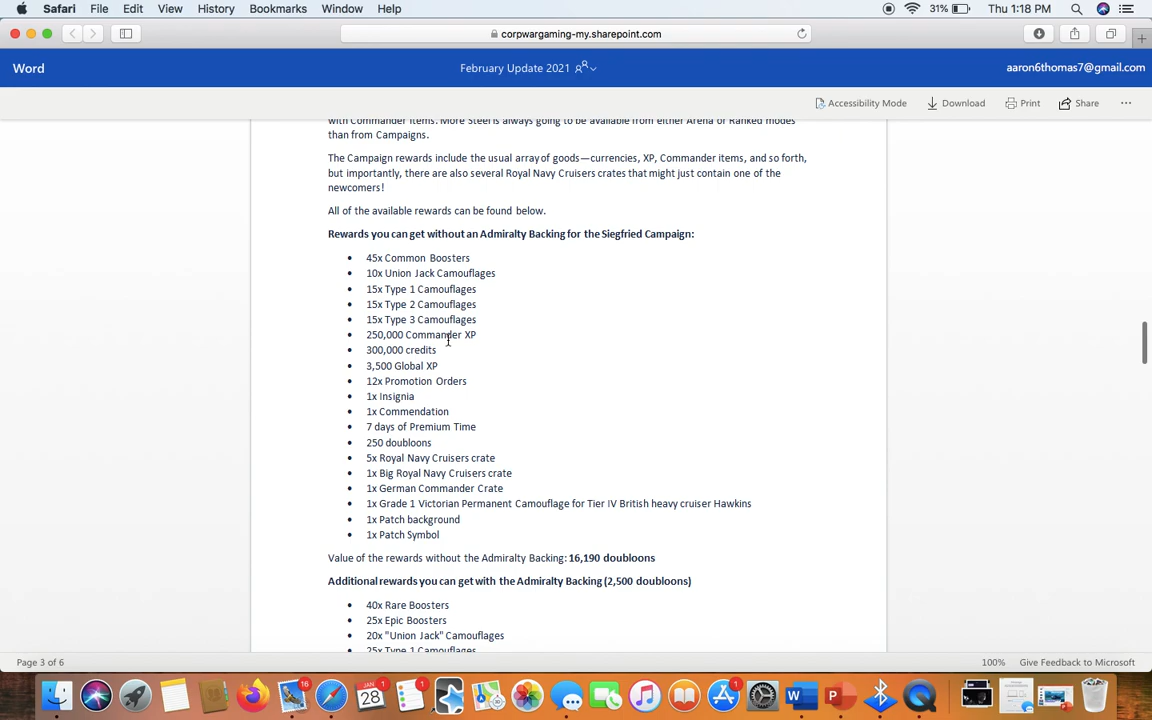 Safari File Edit View History Bookmarks Window Help 31% Thu 1:18 PM
corpwargaming-my.sharepoint.com
Word February Update 2021 aaron6thomas7@gmail.com
Accessibility Mode Download Print Share ...
with Commander items. More Steel is always going to be available from either Arena or Ranked modes
than from Campaigns.
The Campaign rewards include the usual array of goods—currencies, XP, Commander items, and so forth,
but importantly, there are also several Royal Navy Cruisers crates that might just contain one of the
newcomers!
All of the available rewards can be found below.
Rewards you can get without an Admiralty Backing for the Siegfried Campaign:
• 45x Common Boosters
• 10x Union Jack Camouflages
• 15x Type 1 Camouflages
• 15x Type 2 Camouflages
• 15x Type 3 Camouflages
• 250,000 Commander XP
• 300,000 credits
• 3,500 Global XP
• 12x Promotion Orders
• 1x Insignia
• 1x Commendation
• 7 days of Premium Time
• 250 doubloons
• 5x Royal Navy Cruisers crate
• 1x Big Royal Navy Cruisers crate
• 1x German Commander Crate
• 1x Grade 1 Victorian Permanent Camouflage for Tier IV British heavy cruiser Hawkins
• 1x Patch background
• 1x Patch Symbol
Value of the rewards without the Admiralty Backing: 16,190 doubloons
Additional rewards you can get with the Admiralty Backing (2,500 doubloons)
• 40x Rare Boosters
• 25x Epic Boosters
• 20x "Union Jack" Camouflages
• 25x Type 1 Camouflages
Page 3 of 6 100% Give Feedback to Microsoft
16 JAN 28 1 1 1